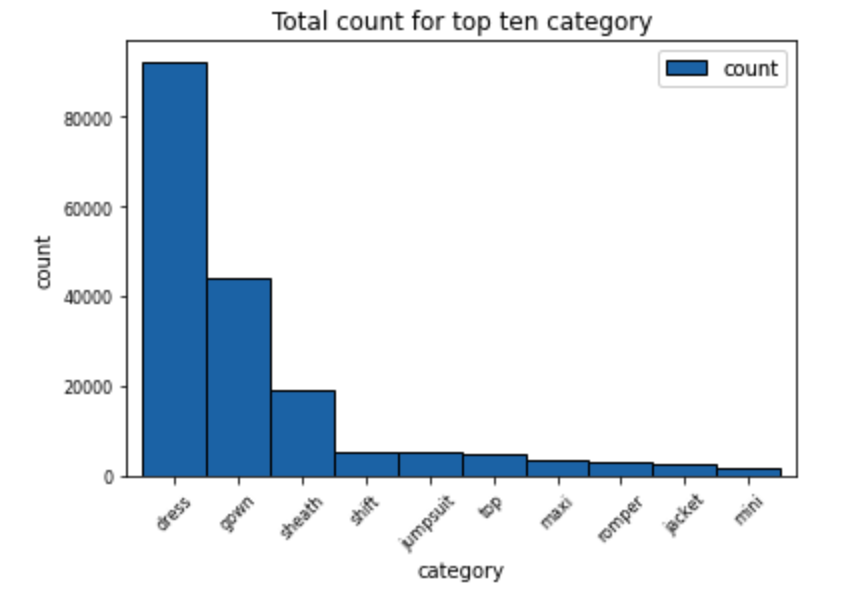 Total count for top ten category
count
80000
60000
40000
20000
0
count
dress
gown
sheath
shift
jumpsuit
top
maxi
romper
jacket
mini
category